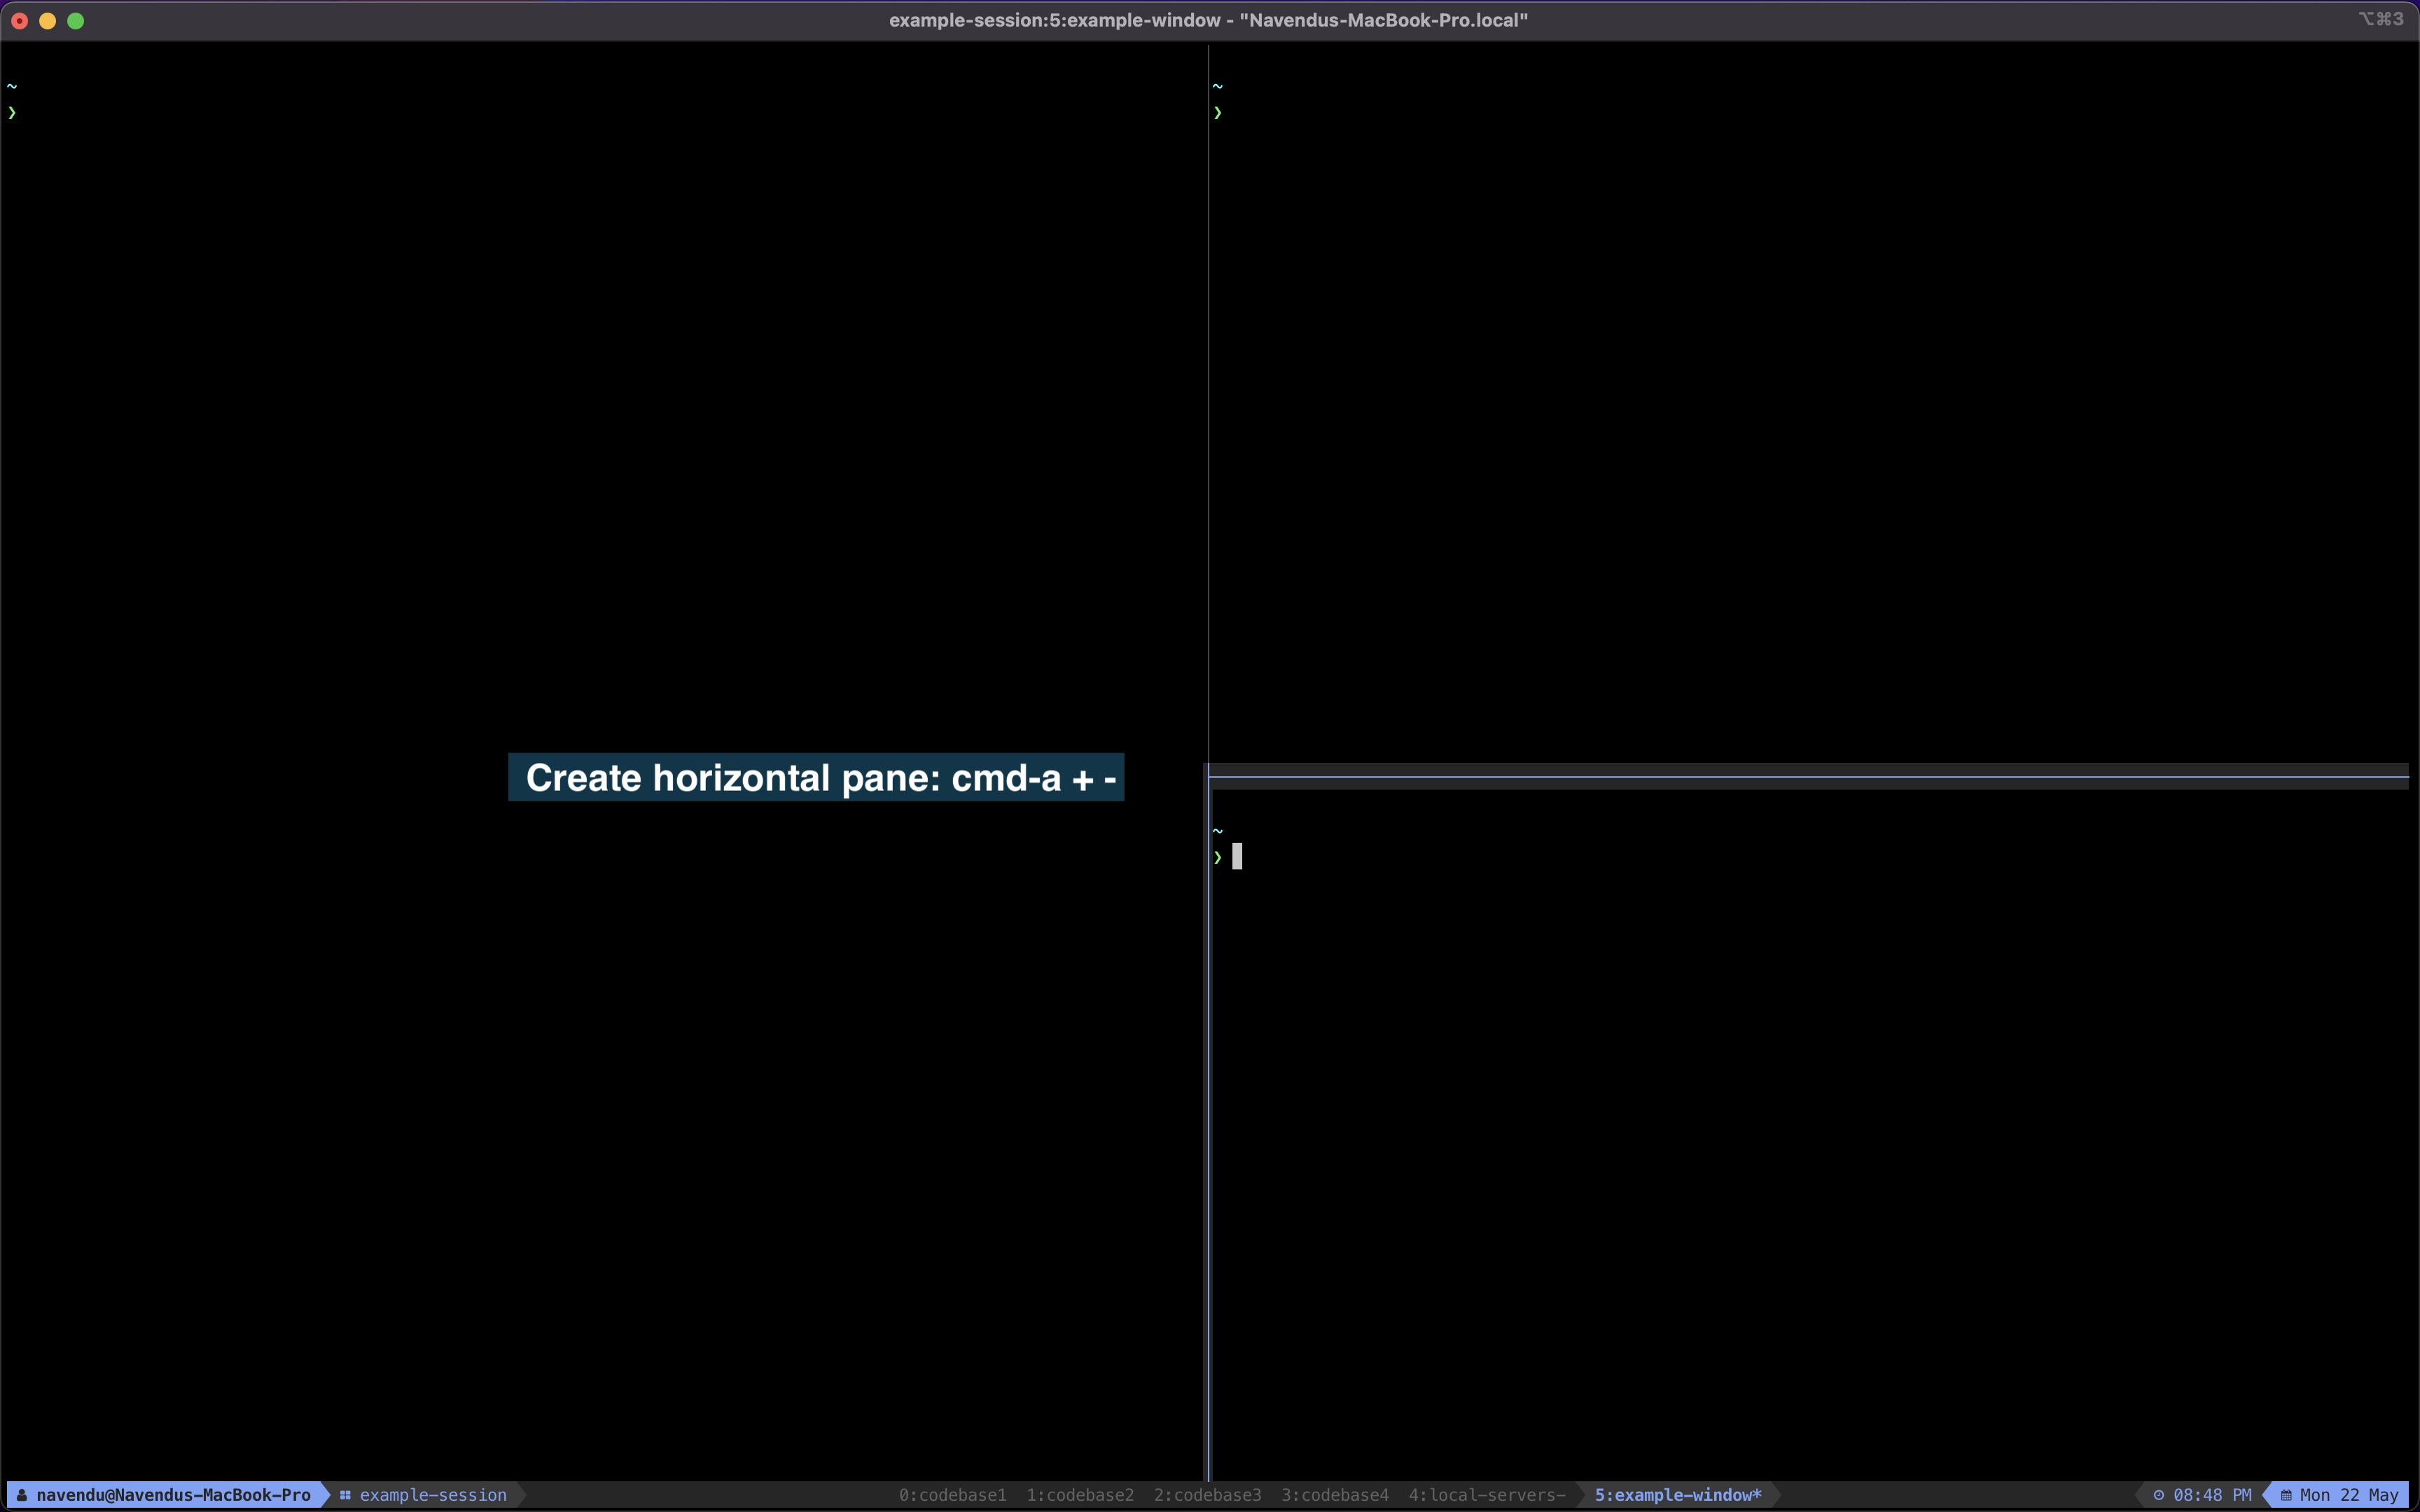 example-session:5:example-window - "Navendus-MacBook-Pro.local"
⌥⌘3
~
❯
~
❯
Create horizontal pane: cmd-a + -
~
❯
navendu@Navendus-MacBook-Pro
example-session
0:codebase1 1:codebase2 2:codebase3 3:codebase4 4:local-servers- 5:example-window*
08:48 PM
Mon 22 May